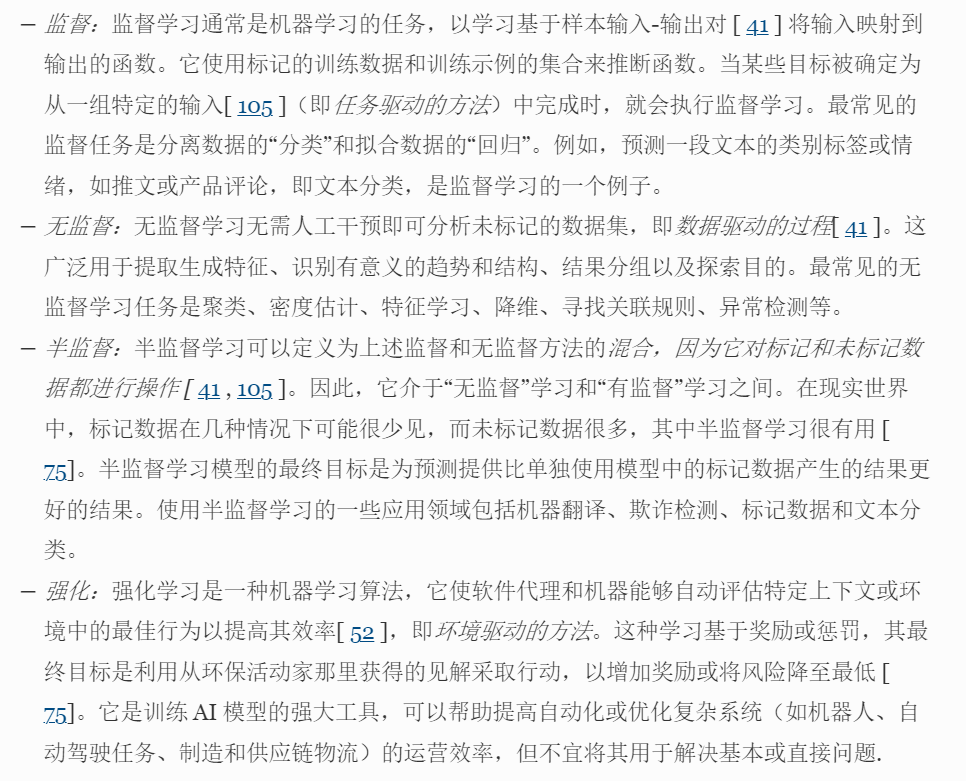 – 监督：监督学习通常是机器学习的任务，以学习基于样本输入-输出对 [ 41 ] 将输入映射到
输出的函数。它使用标记的训练数据和训练示例的集合来推断函数。当某些目标被确定为
从一组特定的输入[ 105 ]（即任务驱动的方法）中完成时，就会执行监督学习。最常见的
监督任务是分离数据的“分类”和拟合数据的“回归”。例如，预测一段文本的类别标签或情
绪，如推文或产品评论，即文本分类，是监督学习的一个例子。
– 无监督：无监督学习无需人工干预即可分析未标记的数据集，即数据驱动的过程[ 41 ]。这
广泛用于提取生成特征、识别有意义的趋势和结构、结果分组以及探索目的。最常见的无
监督学习任务是聚类、密度估计、特征学习、降维、寻找关联规则、异常检测等。
– 半监督：半监督学习可以定义为上述监督和无监督方法的混合，因为它对标记和未标记数
据都进行操作 [ 41 , 105 ]。因此，它介于“无监督”学习和“有监督”学习之间。在现实世界
中，标记数据在几种情况下可能很少见，而未标记数据很多，其中半监督学习很有用 [
75]。半监督学习模型的最终目标是为预测提供比单独使用模型中的标记数据产生的结果更
好的结果。使用半监督学习的一些应用领域包括机器翻译、欺诈检测、标记数据和文本分
类。
– 强化：强化学习是一种机器学习算法，它使软件代理和机器能够自动评估特定上下文或环
境中的最佳行为以提高其效率[ 52 ]，即环境驱动的方法。这种学习基于奖励或惩罚，其最
终目标是利用从环保活动家那里获得的见解采取行动，以增加奖励或将风险降至最低 [
75]。它是训练 AI 模型的强大工具，可以帮助提高自动化或优化复杂系统（如机器人、自
动驾驶任务、制造和供应链物流）的运营效率，但不宜将其用于解决基本或直接问题.